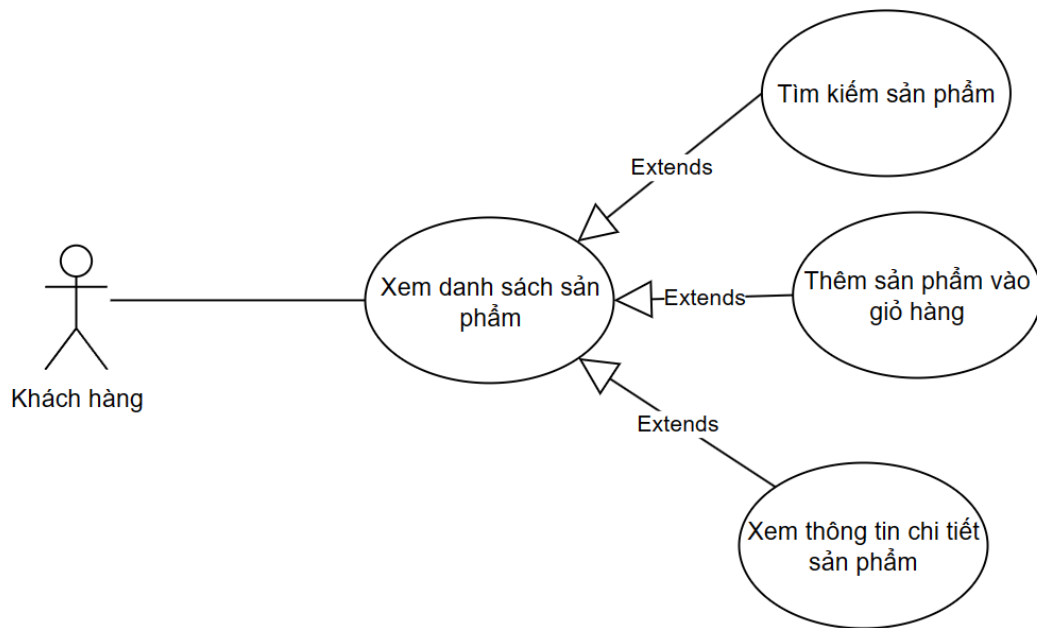 Tìm kiếm sản phẩm
Extends
Thêm sản phẩm vào
giỏ hàng
Extends
Xem danh sách sản
phẩm
Khách hàng
Extends
Xem thông tin chi tiết
sản phẩm